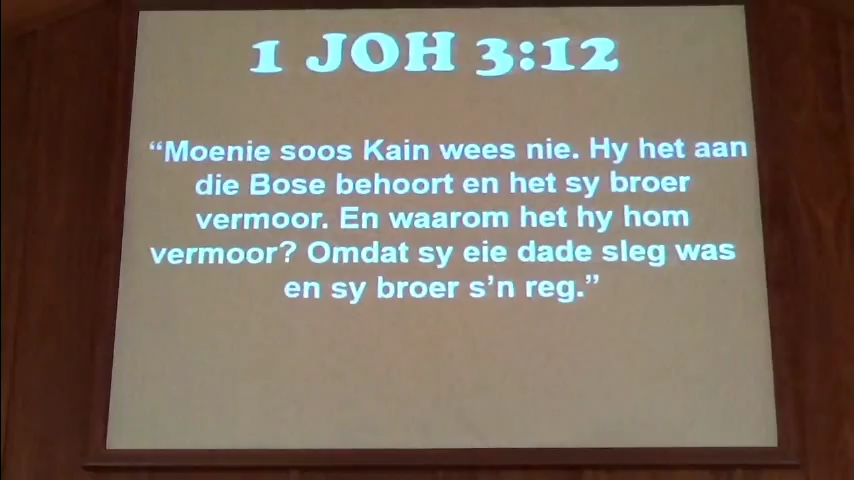 1 JOH 3:12
“Moenie soos Kain wees nie. Hy het aan
die Bose behoort en het sy broer
vermoor. En waarom het hy hom
vermoor? Omdat sy eie dade sleg was
en sy broer s’n reg.”